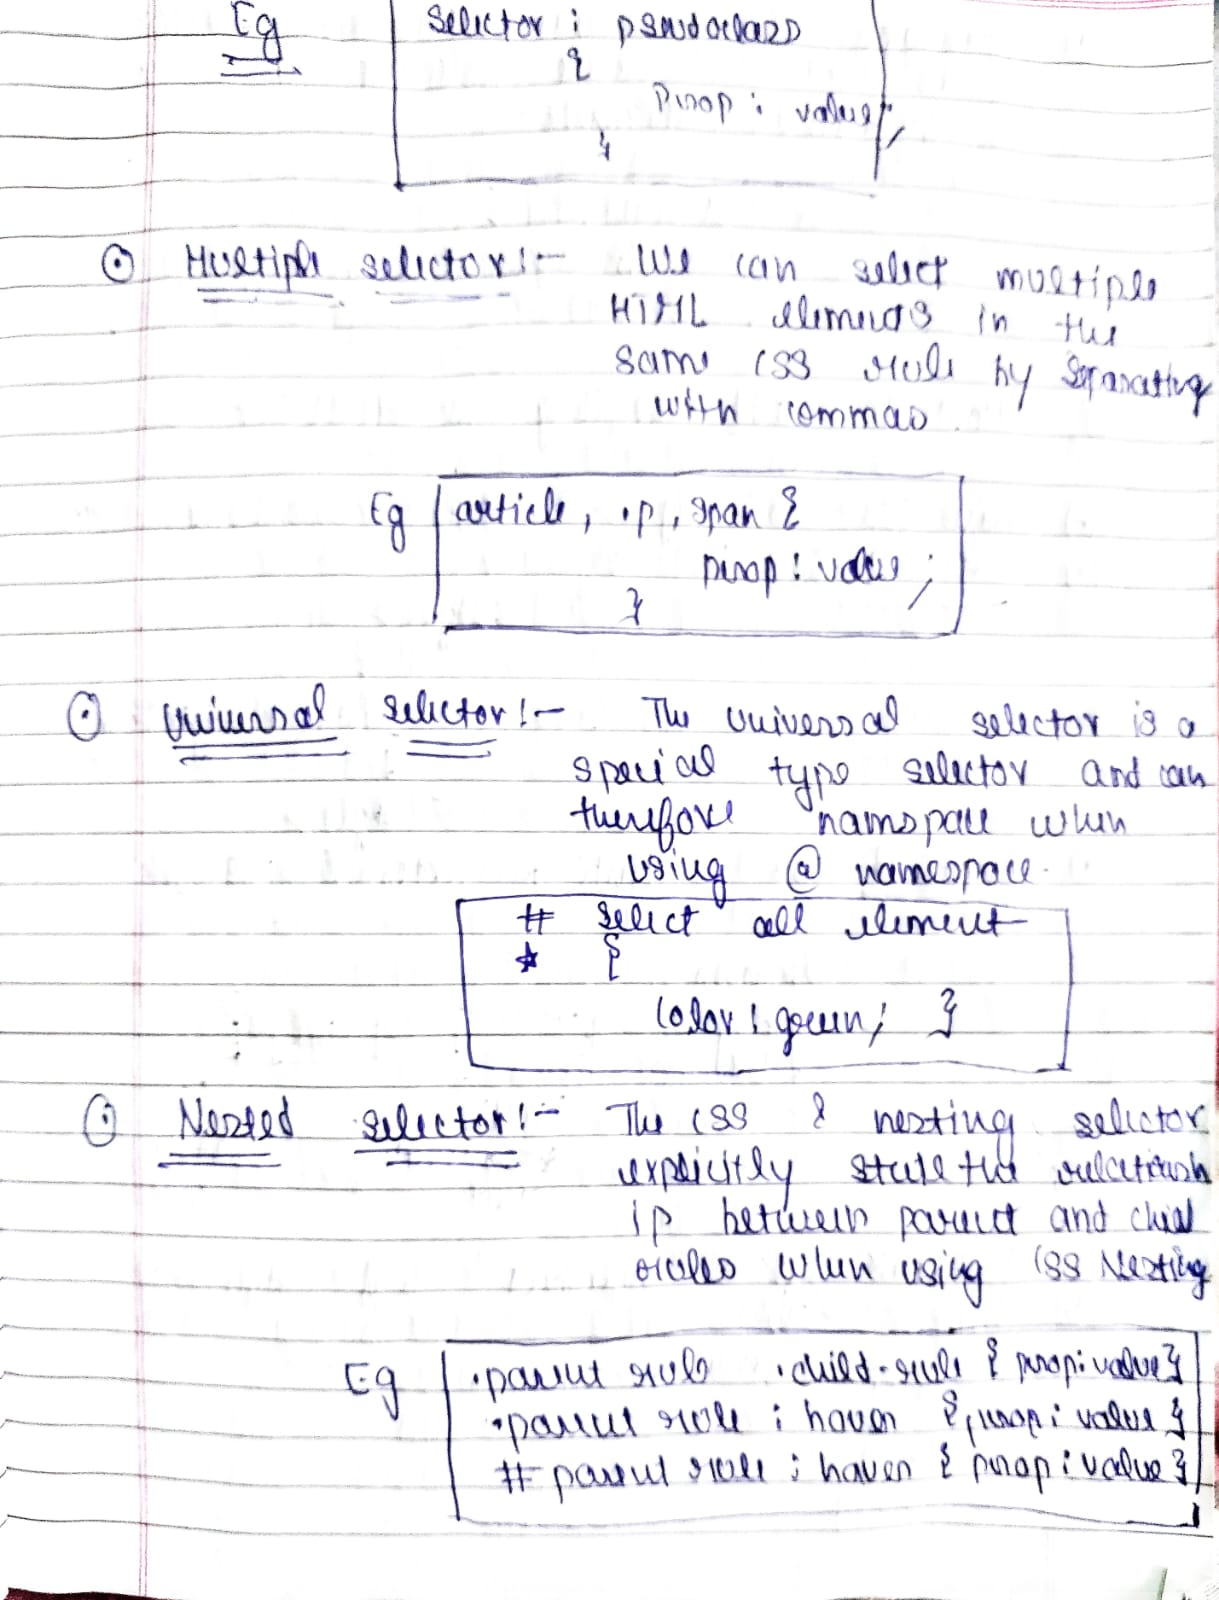 Eg
selector : pseudoclass
{
prop : value;
}
⊙ Multiple selector :- We can select multiple
HTML elements in the
same CSS rule by separating
with commas.
Eg article, .p, span {
prop : value ;
}
⊙ Universal selector :- The universal selector is a
special type selector and can
therefore namspace when
using @ namespace.
# Select all element
* {
color : green; }
⊙ Nested selector :- The CSS & nesting selector
explicitly state the relationsh
ip between parent and child
rules when using CSS Nesting
Eg .parent rule .child-rule { prop: value}
.parent rule : hover { prop : value }
# parent rule : hover { prop : value }